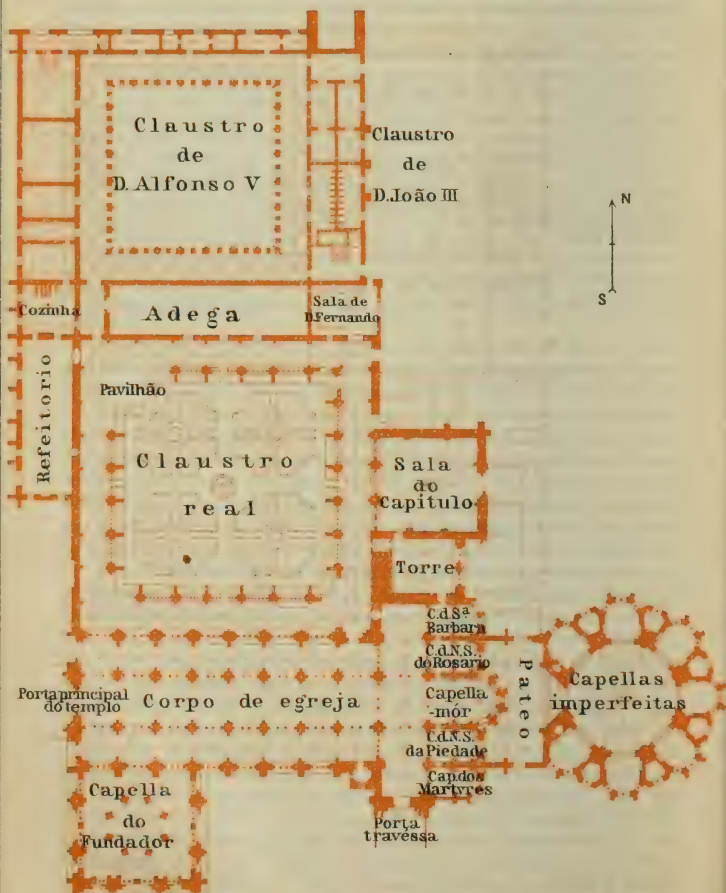 Claustro
de
D. Alfonso V
Claustro
de
D. João III
N
S
Cozinha
Adega
Sala de
D. Fernando
Refeitorio
Pavilhão
Claustro
real
Sala
do
Capitulo
Torre
C.d.Sª
Barbara
C.d.N.S.
do Rosario
Capella
-mór
C.d.N.S.
da Piedade
Cap. dos
Martyres
Pateo
Capellas
imperfeitas
Porta principal
do templo
Corpo de egreja
Capella
do
Fundador
Porta
travessa